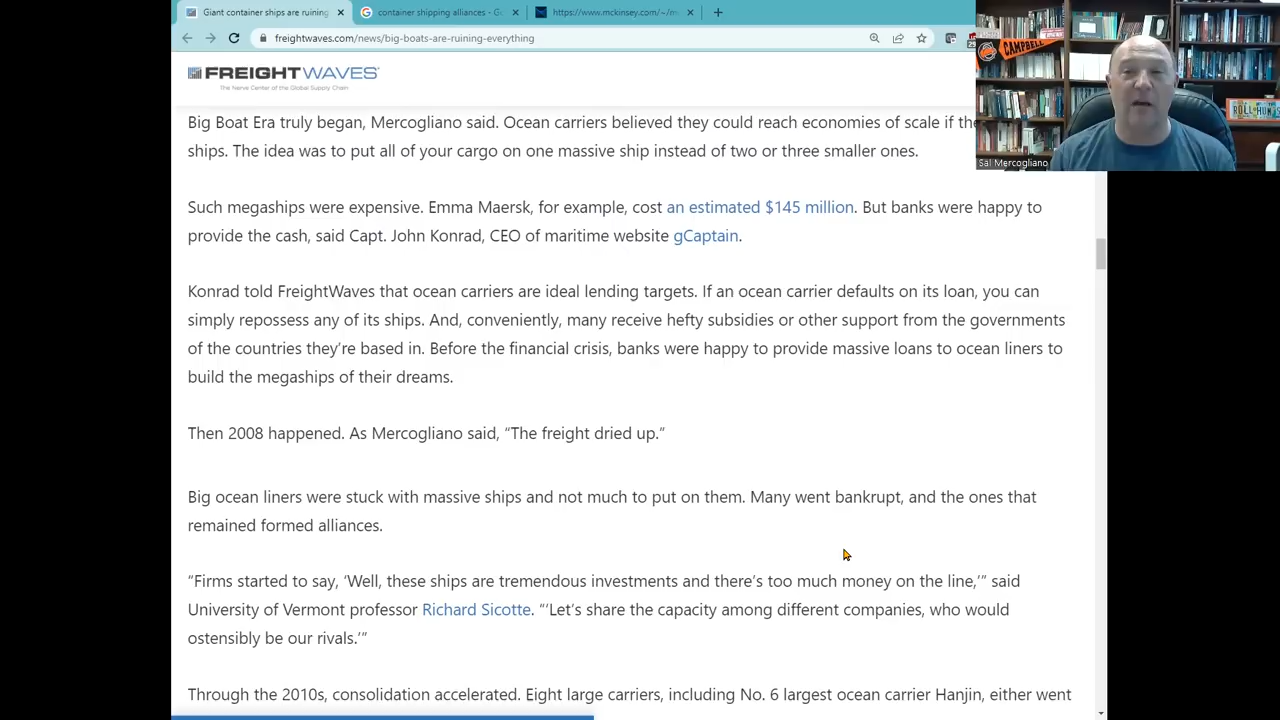 Giant container ships are ruining
container shipping alliances - G
https://www.mckinsey.com/~/m
freightwaves.com/news/big-boats-are-ruining-everything
CAMPBELL
FREIGHTWAVES
The Nerve Center of the Global Supply Chain
Sal Mercogliano
Big Boat Era truly began, Mercogliano said. Ocean carriers believed they could reach economies of scale if the
ships. The idea was to put all of your cargo on one massive ship instead of two or three smaller ones.
Such megaships were expensive. Emma Maersk, for example, cost an estimated $145 million. But banks were happy to
provide the cash, said Capt. John Konrad, CEO of maritime website gCaptain.
Konrad told FreightWaves that ocean carriers are ideal lending targets. If an ocean carrier defaults on its loan, you can
simply repossess any of its ships. And, conveniently, many receive hefty subsidies or other support from the governments
of the countries they’re based in. Before the financial crisis, banks were happy to provide massive loans to ocean liners to
build the megaships of their dreams.
Then 2008 happened. As Mercogliano said, “The freight dried up.”
Big ocean liners were stuck with massive ships and not much to put on them. Many went bankrupt, and the ones that
remained formed alliances.
“Firms started to say, ‘Well, these ships are tremendous investments and there’s too much money on the line,’” said
University of Vermont professor Richard Sicotte. “‘Let’s share the capacity among different companies, who would
ostensibly be our rivals.’”
Through the 2010s, consolidation accelerated. Eight large carriers, including No. 6 largest ocean carrier Hanjin, either went